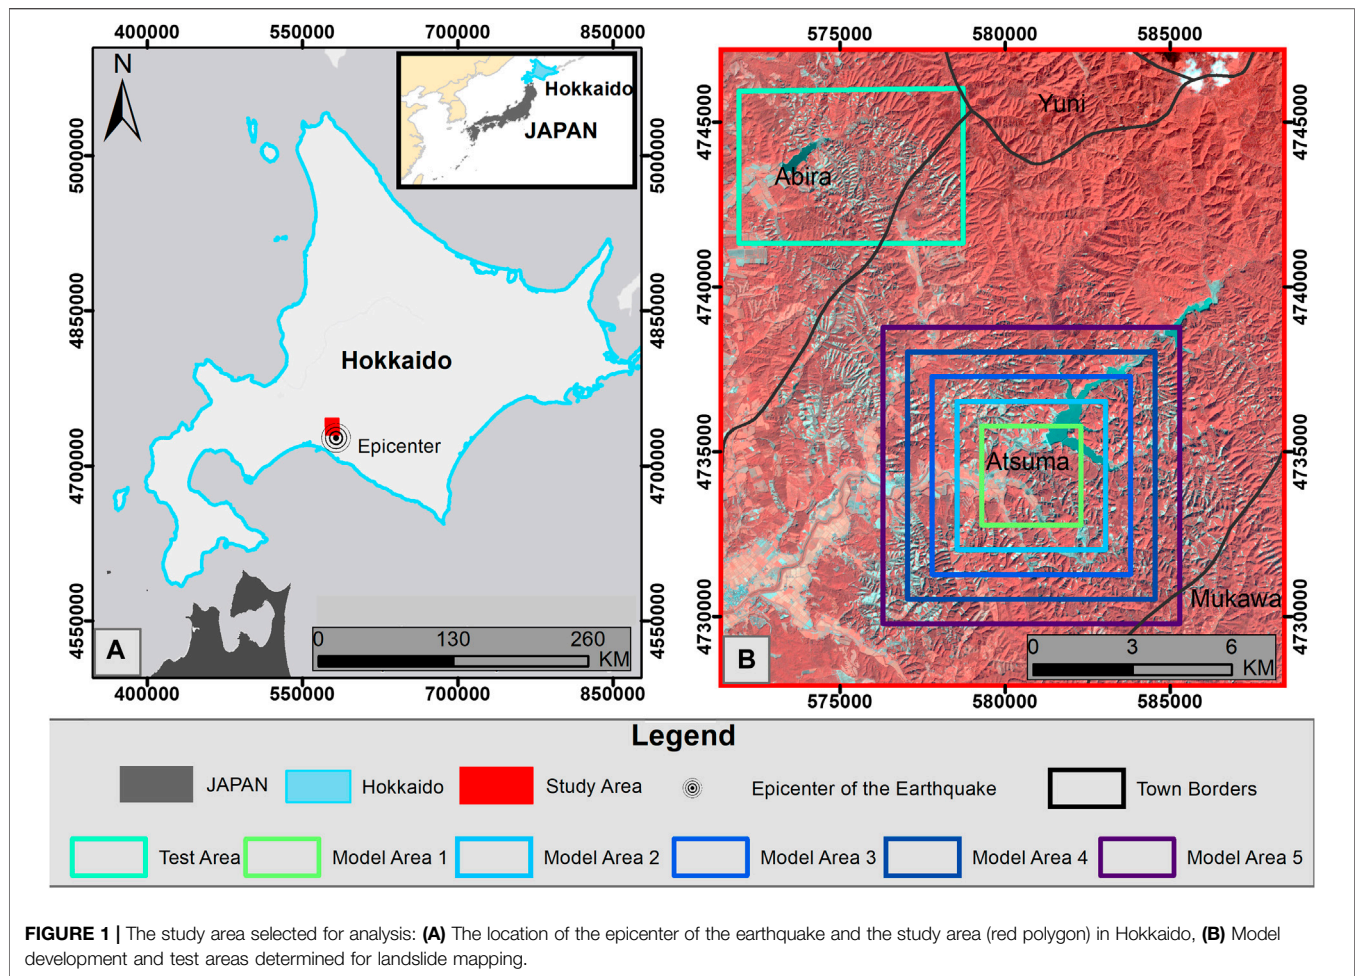 400000 550000 700000 850000
N
Hokkaido
JAPAN
5000000
4850000
4700000
4550000
5000000
4850000
4700000
4550000
Hokkaido
Epicenter
A
0 130 260
KM
400000 550000 700000 850000
575000 580000 585000
4745000
4740000
4735000
4730000
4745000
4740000
4735000
4730000
Yuni
Abira
Atsuma
Mukawa
B
0 3 6
KM
575000 580000 585000
Legend
JAPAN Hokkaido Study Area Epicenter of the Earthquake Town Borders
Test Area Model Area 1 Model Area 2 Model Area 3 Model Area 4 Model Area 5
FIGURE 1 | The study area selected for analysis: (A) The location of the epicenter of the earthquake and the study area (red polygon) in Hokkaido, (B) Model
development and test areas determined for landslide mapping.